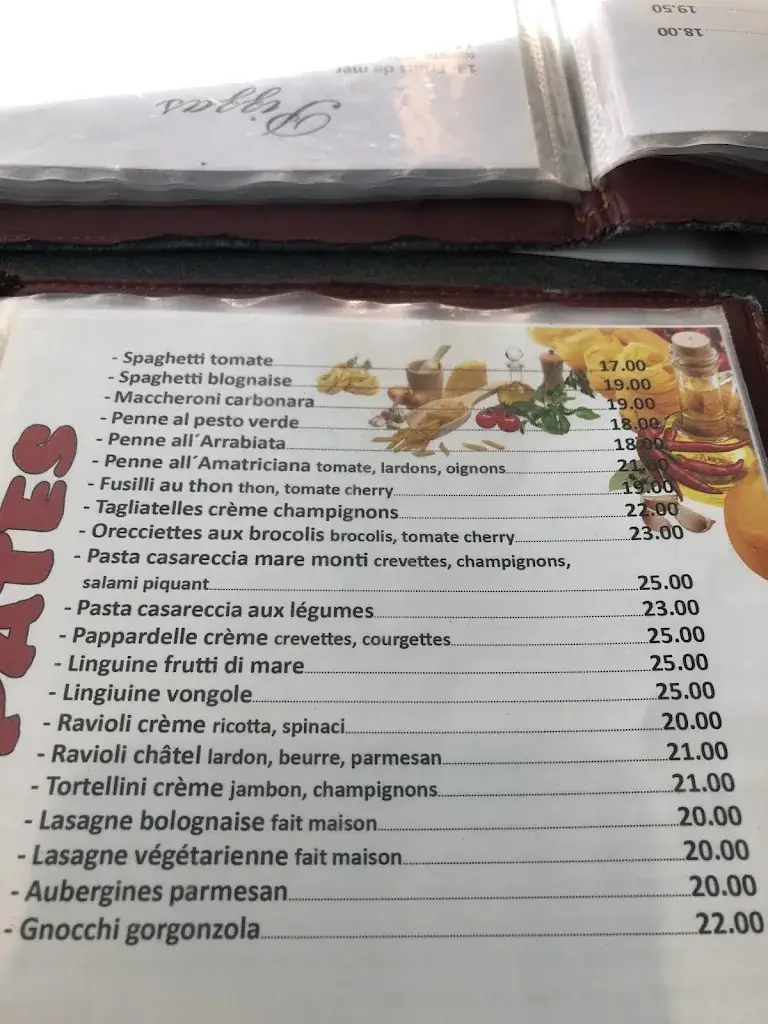 19.50
18.00
13 Fruits de mer
Pizzas
PATES
- Spaghetti tomate 17.00
- Spaghetti blognaise 19.00
- Maccheroni carbonara 19.00
- Penne al pesto verde 18.00
- Penne all´Arrabiata 18.00
- Penne all´Amatriciana tomate, lardons, oignons 21.00
- Fusilli au thon thon, tomate cherry 19.00
- Tagliatelles crème champignons 22.00
- Orecciettes aux brocolis brocolis, tomate cherry 23.00
- Pasta casareccia mare monti crevettes, champignons,
salami piquant 25.00
- Pasta casareccia aux légumes 23.00
- Pappardelle crème crevettes, courgettes 25.00
- Linguine frutti di mare 25.00
- Lingiuine vongole 25.00
- Ravioli crème ricotta, spinaci 20.00
- Ravioli châtel lardon, beurre, parmesan 21.00
- Tortellini crème jambon, champignons 21.00
- Lasagne bolognaise fait maison 20.00
- Lasagne végétarienne fait maison 20.00
- Aubergines parmesan 20.00
- Gnocchi gorgonzola 22.00